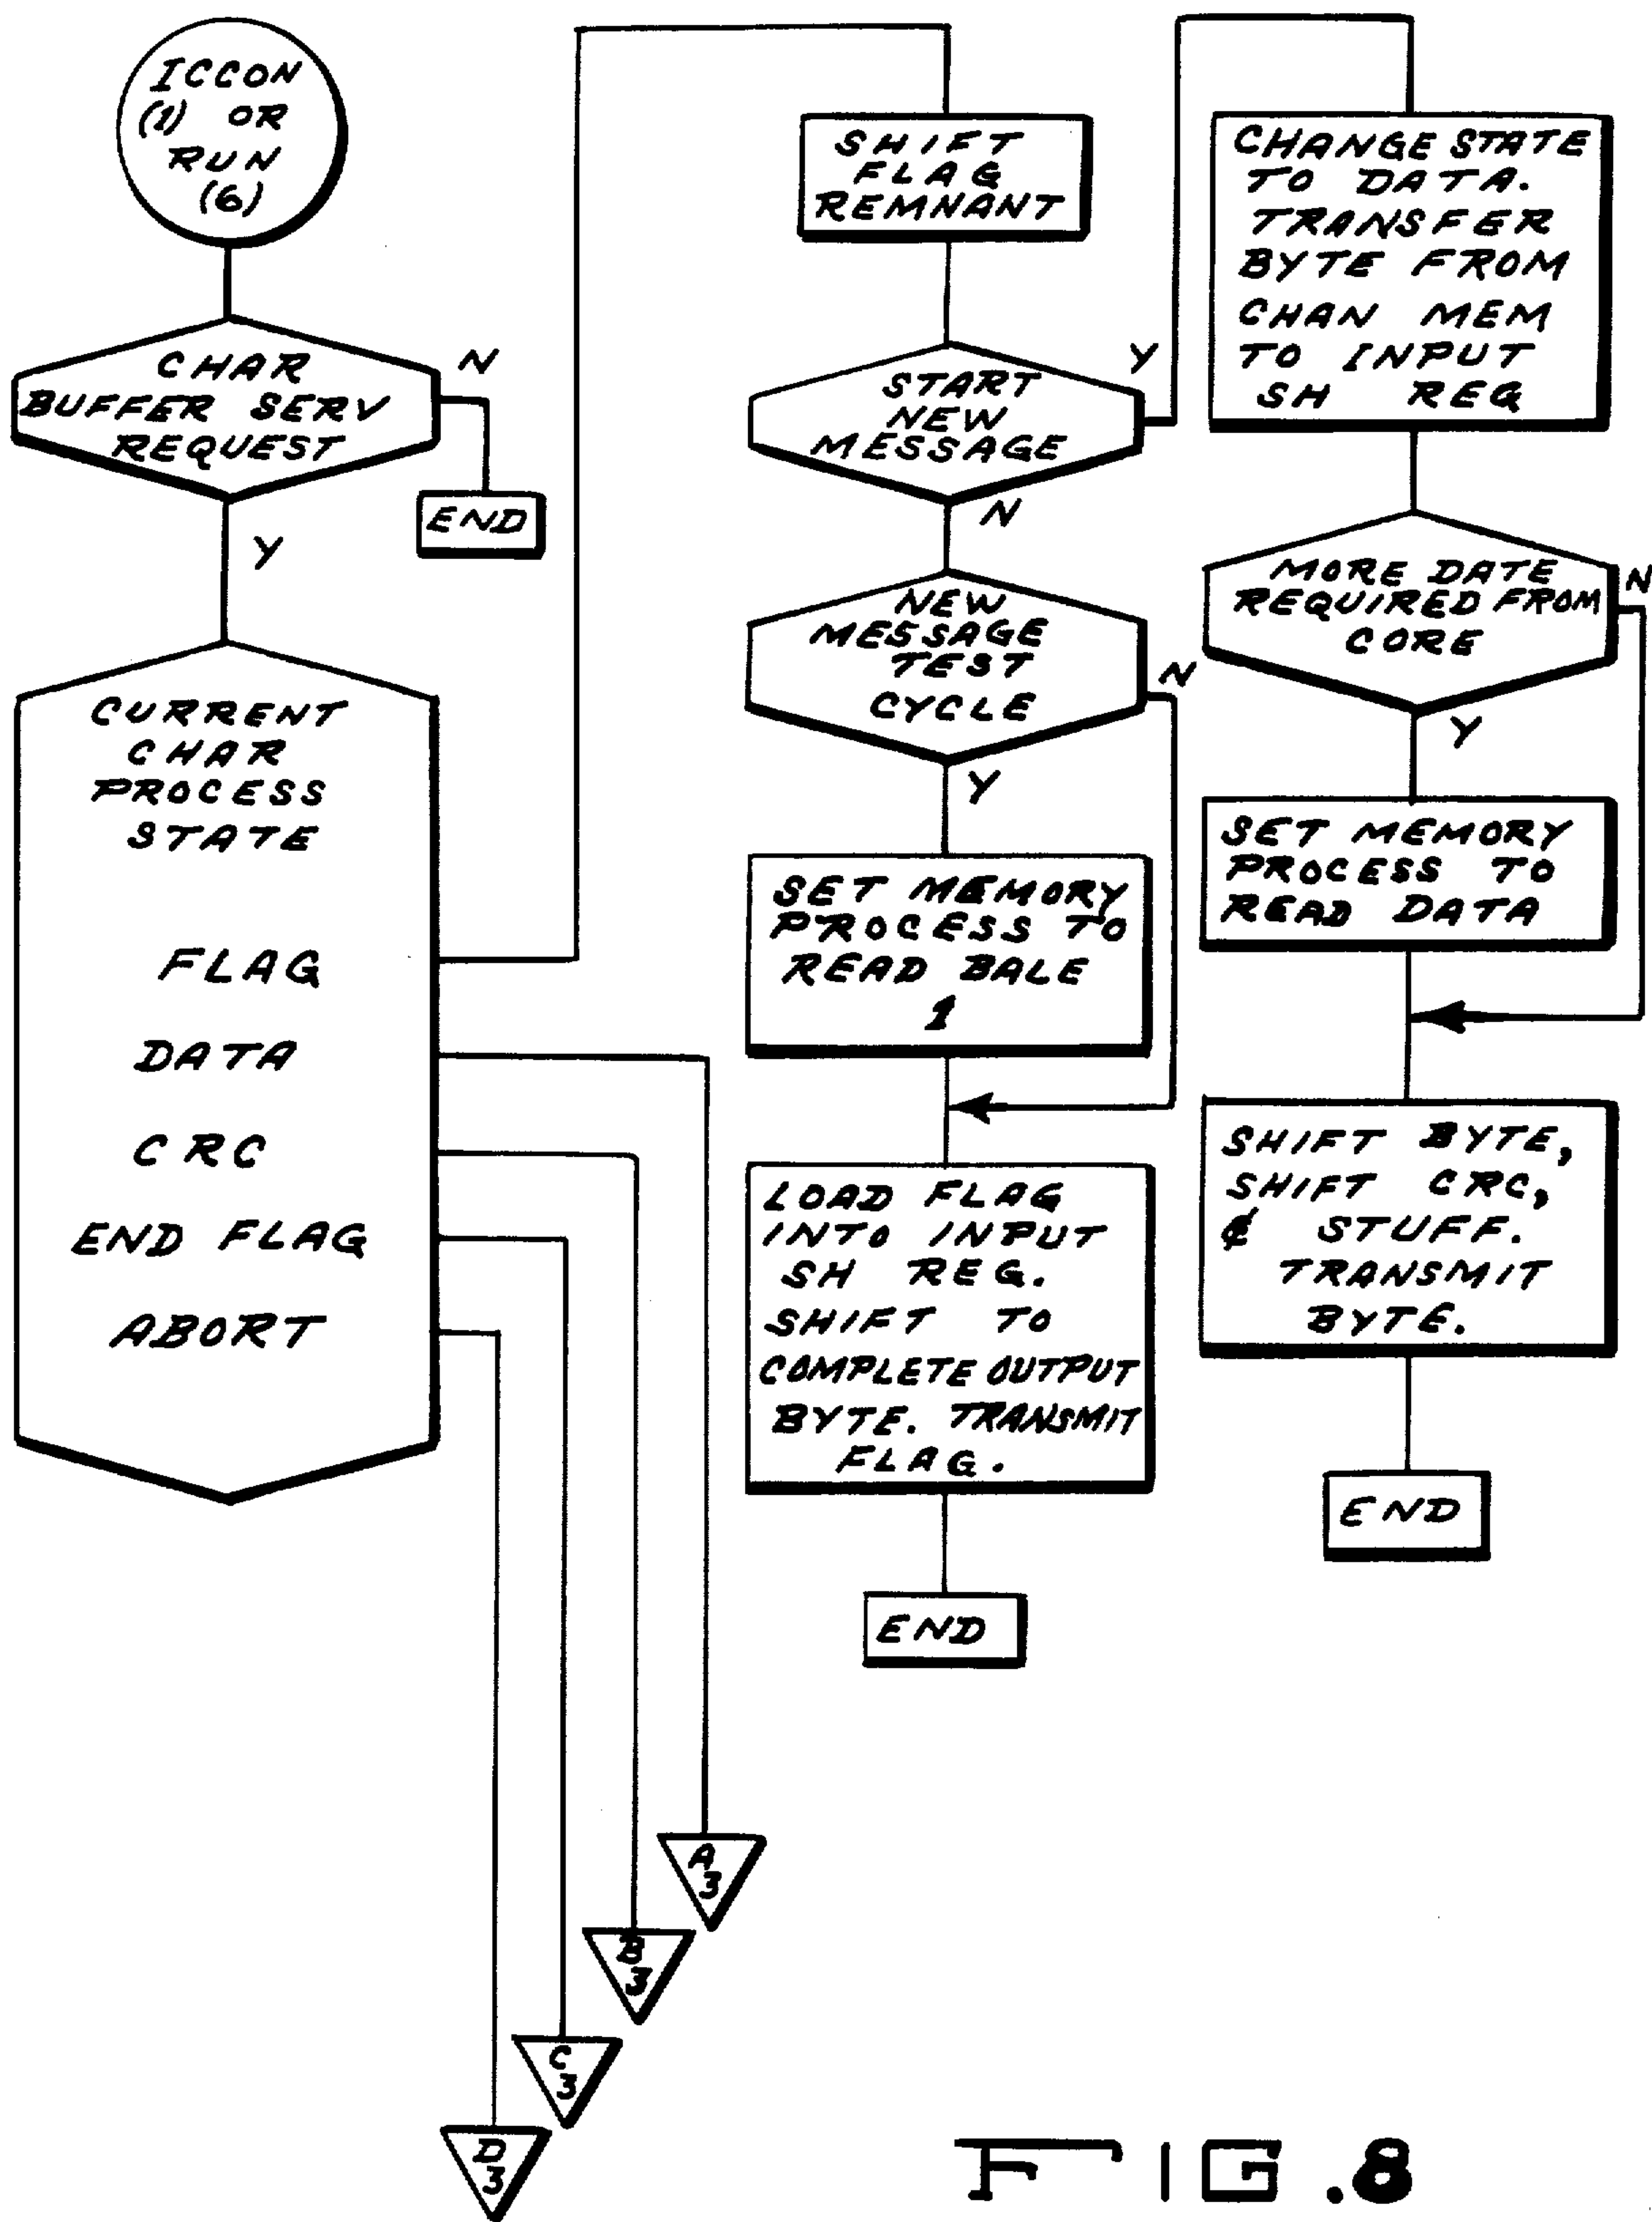 ICCON
(1) OR
RUN
(6)
CHAR
BUFFER SERV
REQUEST
N
END
Y
CURRENT
CHAR
PROCESS
STATE
FLAG
DATA
CRC
END FLAG
ABORT
A
3
B
3
C
3
D
3
SHIFT
FLAG
REMNANT
START
NEW
MESSAGE
Y
N
NEW
MESSAGE
TEST
CYCLE
N
Y
SET MEMORY
PROCESS TO
READ BALE
1
LOAD FLAG
INTO INPUT
SH REG.
SHIFT TO
COMPLETE OUTPUT
BYTE. TRANSMIT
FLAG.
END
CHANGE STATE
TO DATA.
TRANSFER
BYTE FROM
CHAN MEM
TO INPUT
SH REG
MORE DATE
REQUIRED FROM
CORE
N
Y
SET MEMORY
PROCESS TO
READ DATA
SHIFT BYTE,
SHIFT CRC,
& STUFF.
TRANSMIT
BYTE.
END
FIG.8